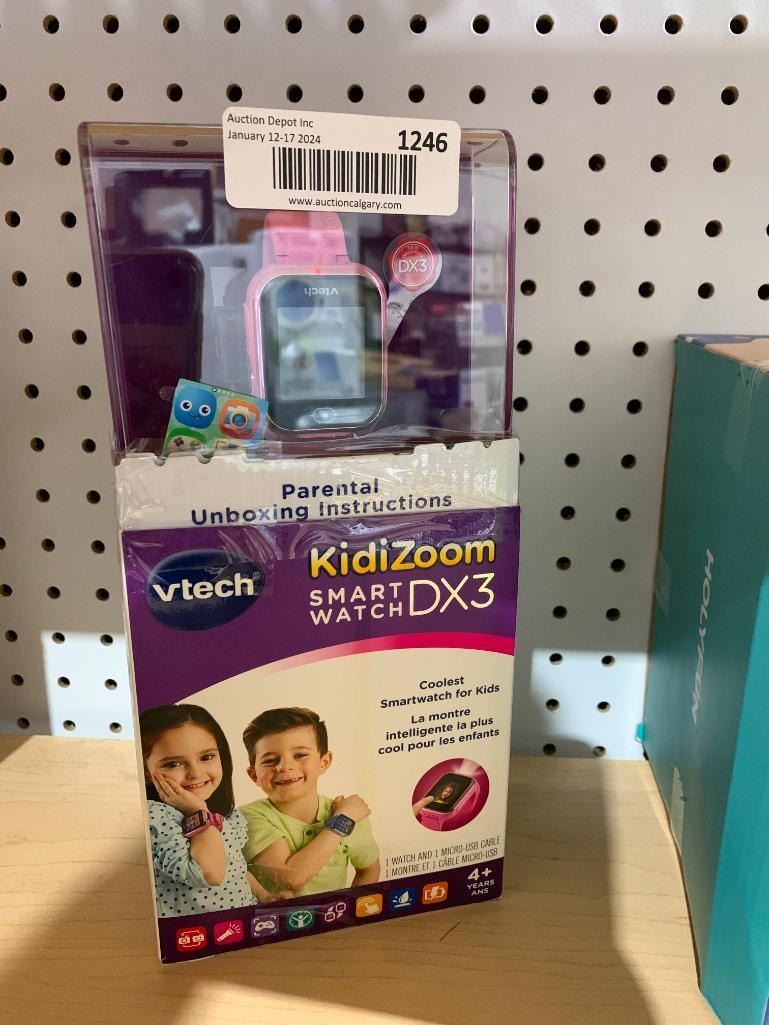 Auction Depot Inc
January 12-17 2024
1246
www.auctioncalgary.com
DX3
vtech
Parental
Unboxing Instructions
vtech
KidiZoom
SMART
WATCH DX3
Coolest
Smartwatch for Kids
La montre
intelligente la plus
cool pour les enfants
1 WATCH AND 1 MICRO-USB CABLE
1 MONTRE ET 1 CÂBLE MICRO-USB
4+
YEARS
ANS
HOLYFUN